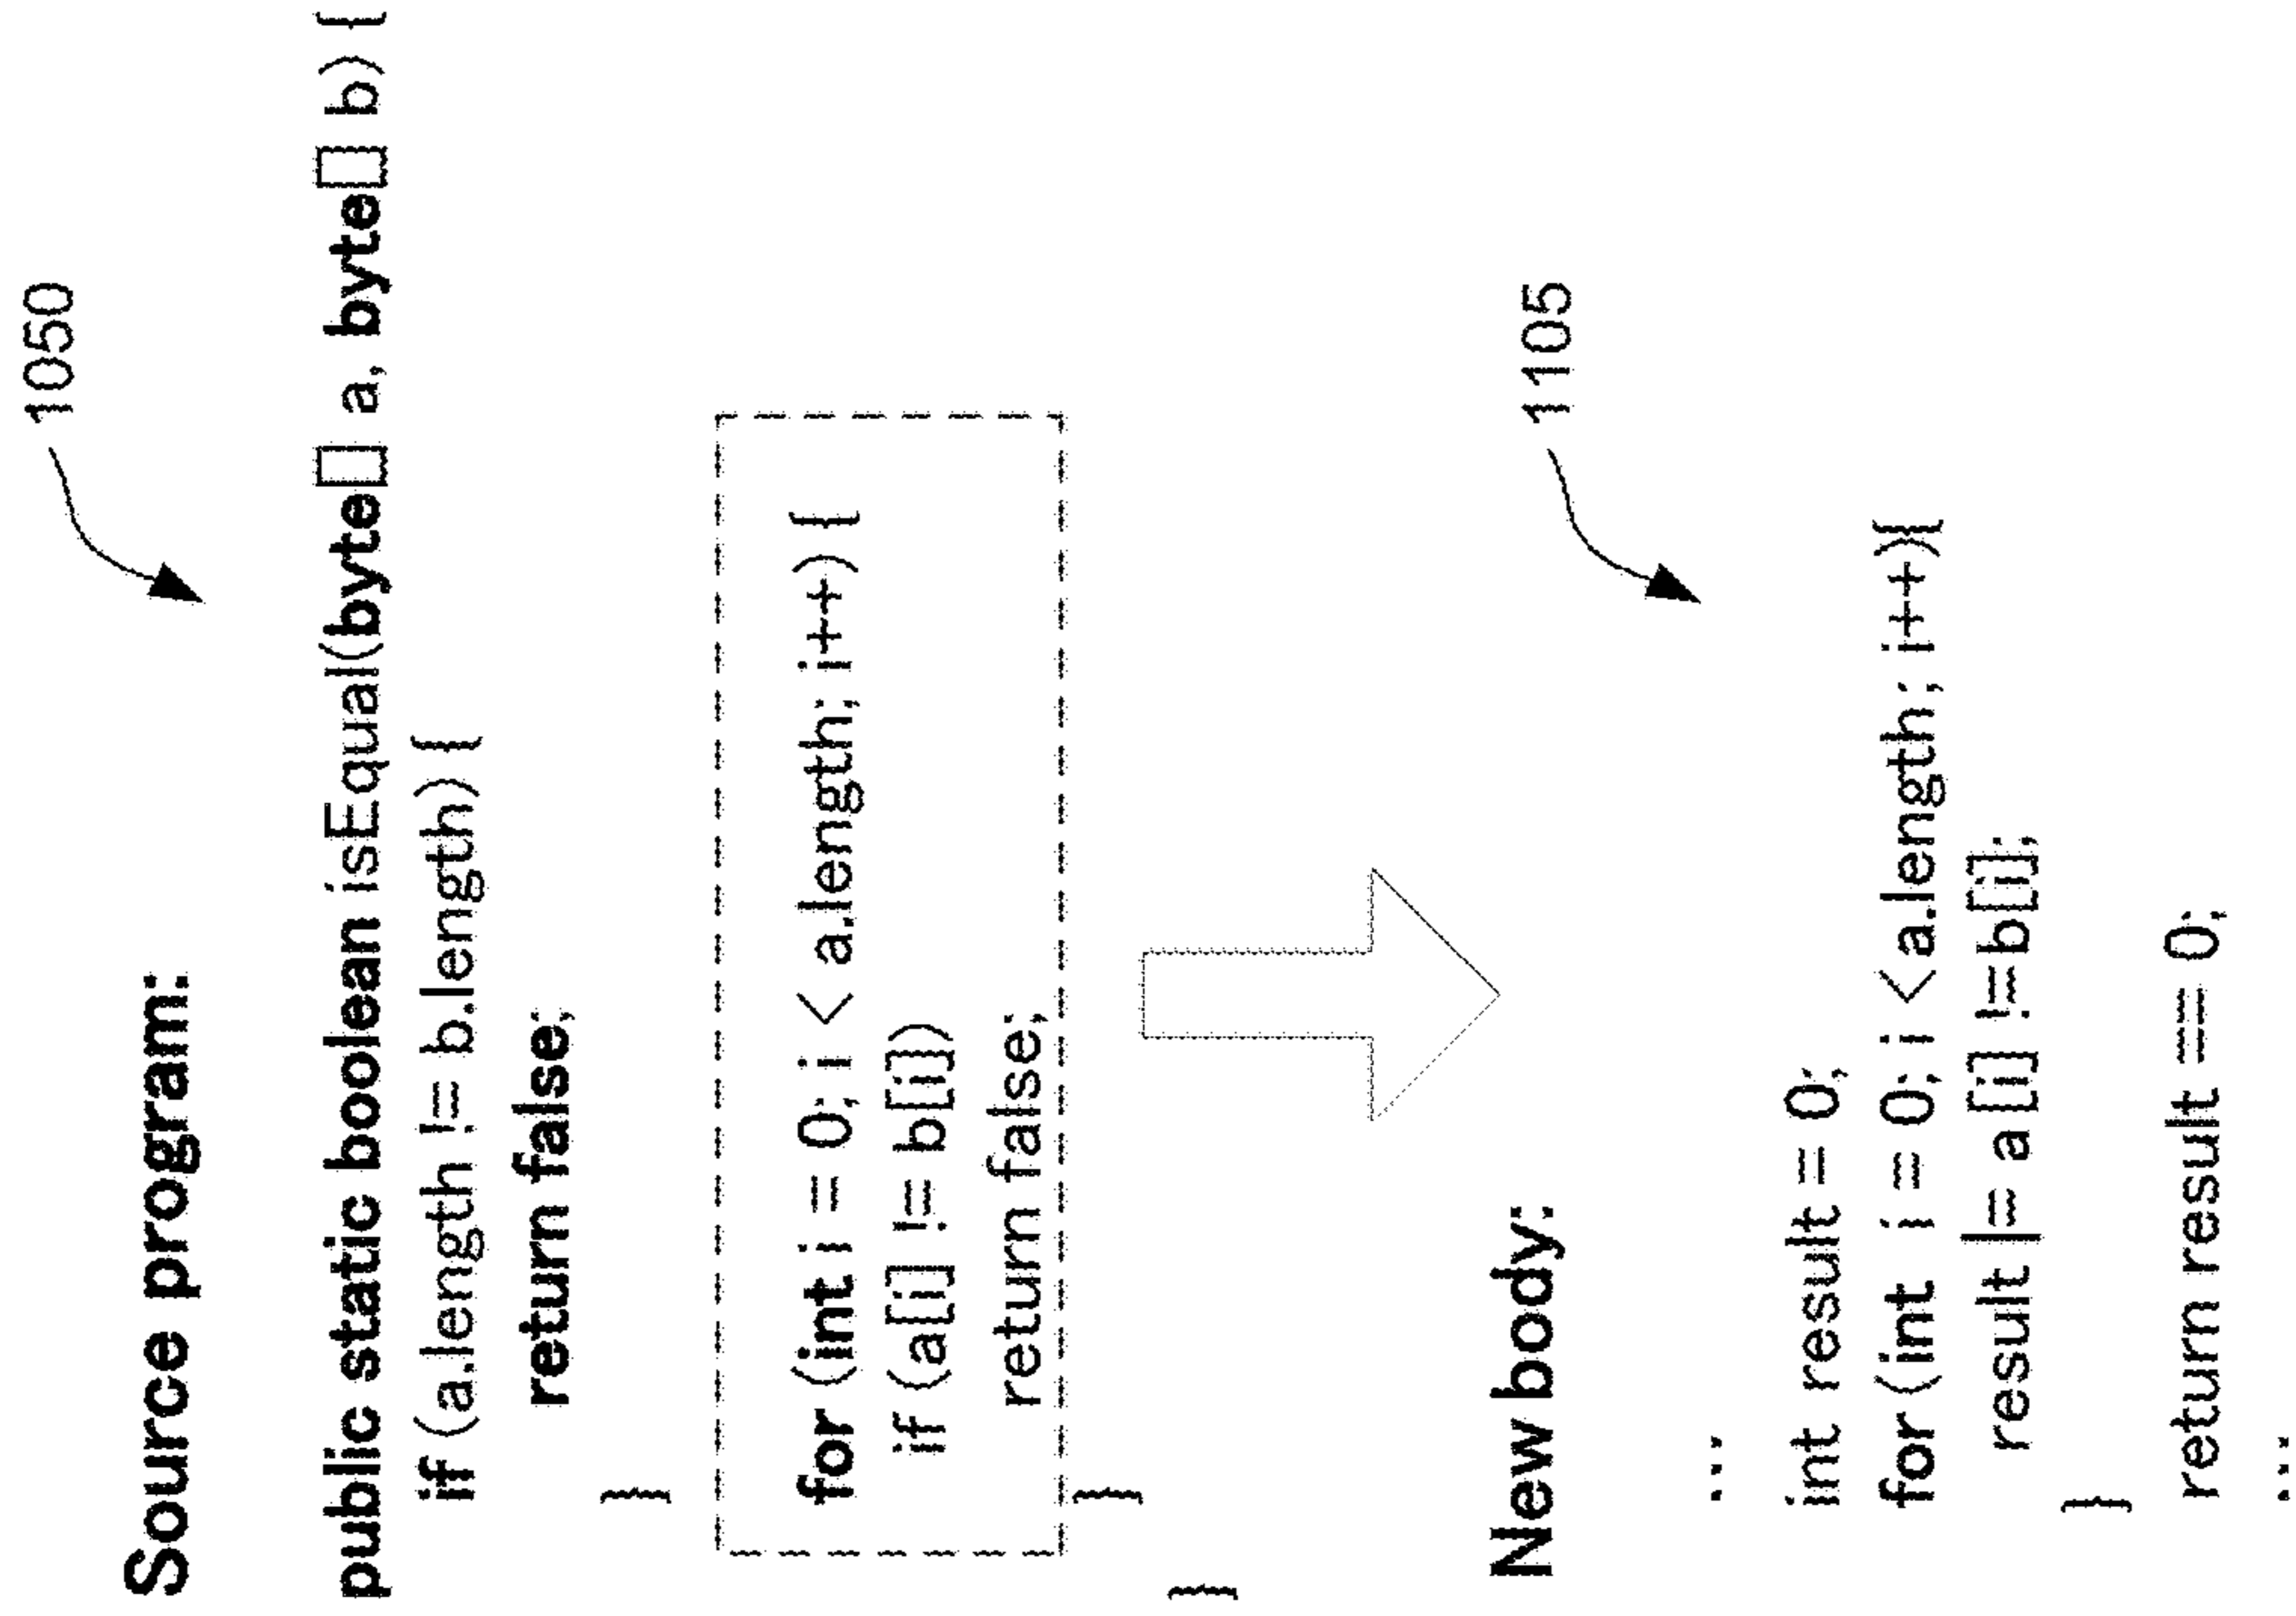 1050
Source program:
public static boolean isEqual(byte[] a, byte[] b) {
if (a.length != b.length) {
return false;
}
for (int i = 0; i < a.length; i++) {
if (a[i] != b[i])
return false;
}
}
1105
New body:
...
int result = 0;
for (int i = 0; i <a.length; i++){
result |= a [i] !=b[i];
}
return result == 0;
...